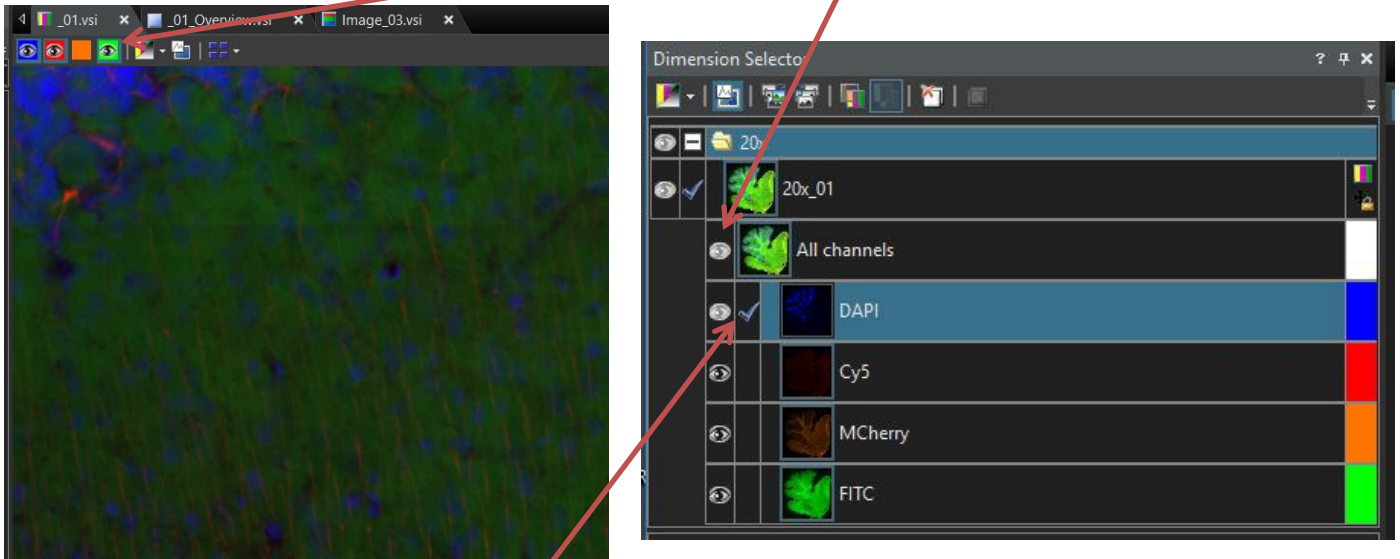 _01.vsi _01_Overview.vsi Image_03.vsi
Dimension Selector
20x
20x_01
All channels
DAPI
Cy5
MCherry
FITC